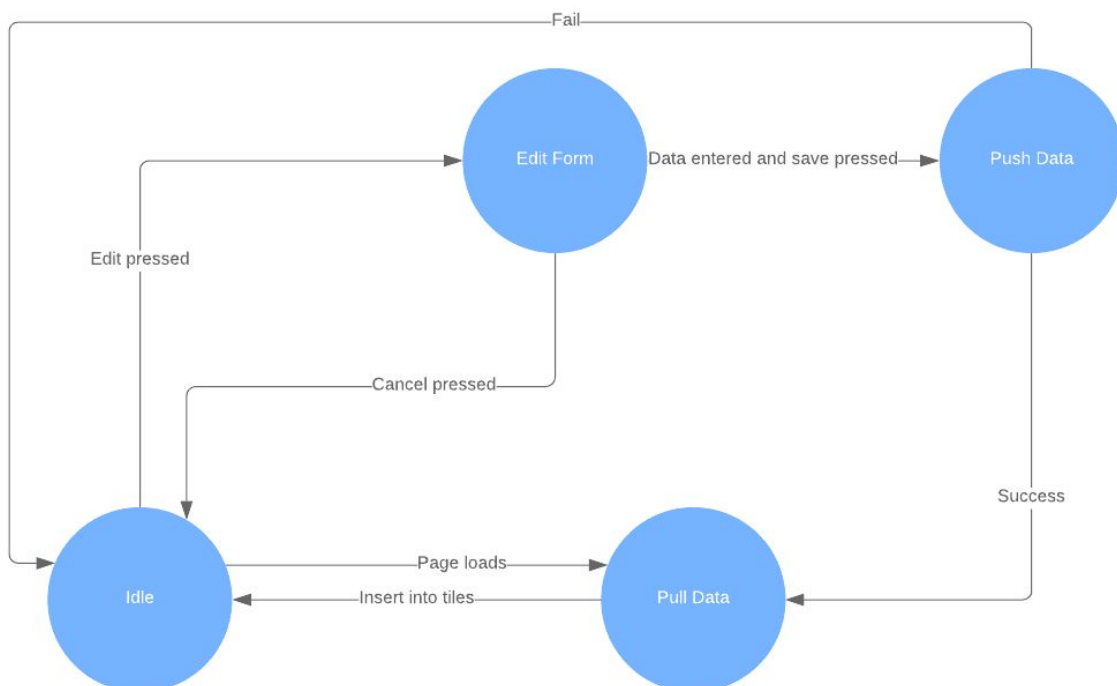 Fail
Edit Form
Data entered and save pressed
Push Data
Edit pressed
Cancel pressed
Success
Page loads
Idle
Insert into tiles
Pull Data